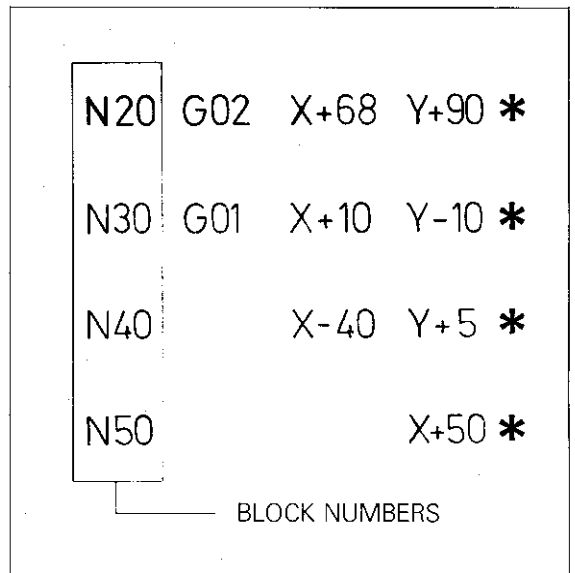 N20 G02 X+68 Y+90 *
N30 G01 X+10 Y-10 *
N40 X-40 Y+5 *
N50 X+50 *
BLOCK NUMBERS